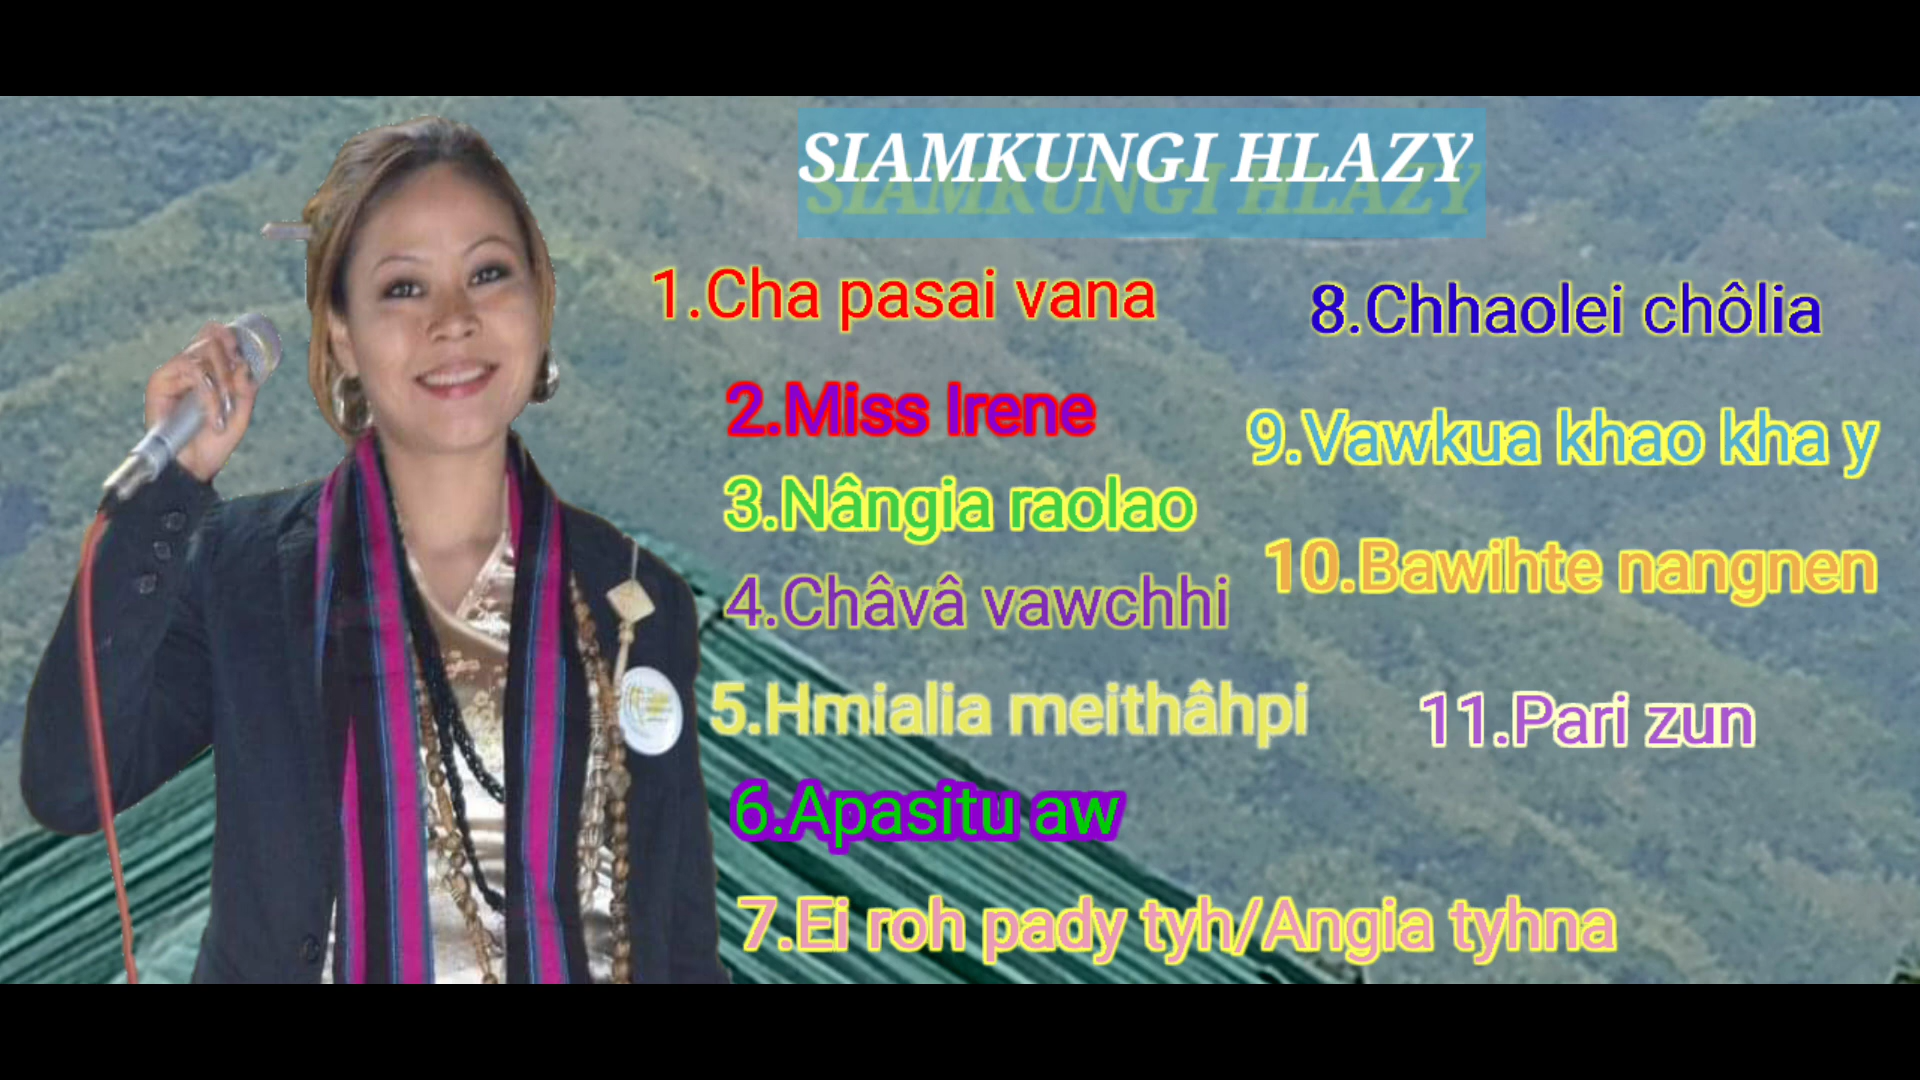 SIAMKUNGI HLAZY
1.Cha pasai vana
2.Miss Irene
3.Nângia raolao
4.Châvâ vawchhi
5.Hmialia meithâhpi
6.Apasitu aw
7.Ei roh pady tyh/Angia tyhna
8.Chhaolei chôlia
9.Vawkua khao kha y
10.Bawihte nangnen
11.Pari zun